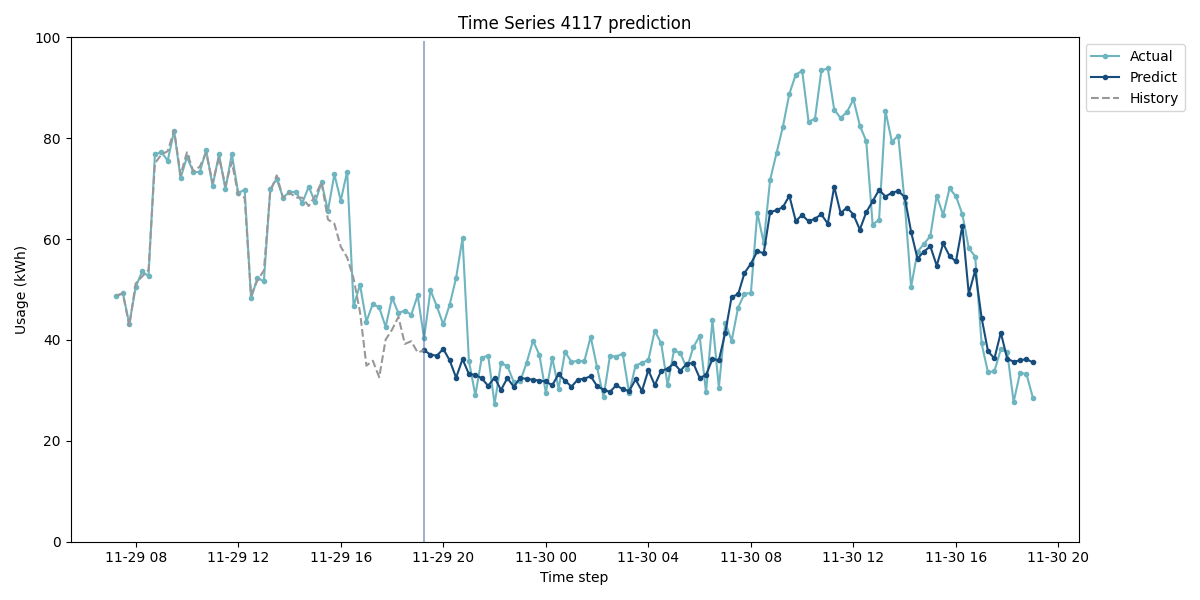 Time Series 4117 prediction
100
80
60
40
20
0
Usage (kWh)
11-29 08
11-29 12
11-29 16
11-29 20
11-30 00
11-30 04
11-30 08
11-30 12
11-30 16
11-30 20
Time step
Actual
Predict
History